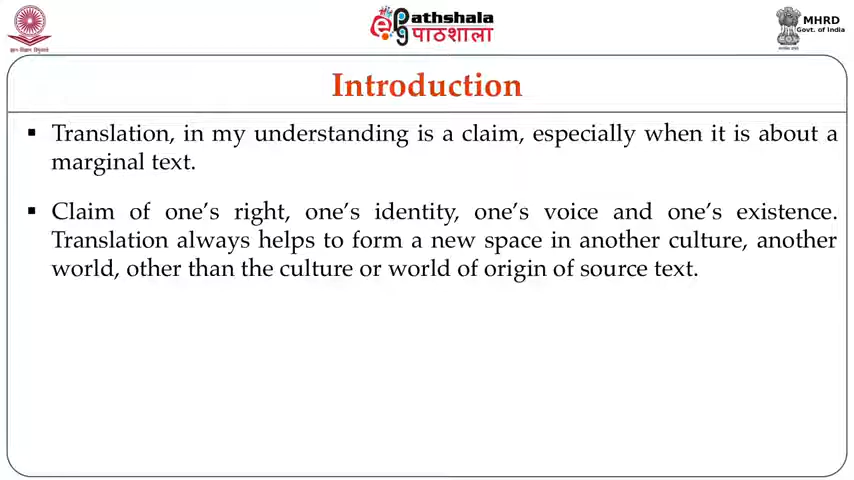 ePathshala
पाठशाला
MHRD
Govt. of India
Introduction
▪ Translation, in my understanding is a claim, especially when it is about a
marginal text.
▪ Claim of one's right, one's identity, one's voice and one's existence.
Translation always helps to form a new space in another culture, another
world, other than the culture or world of origin of source text.